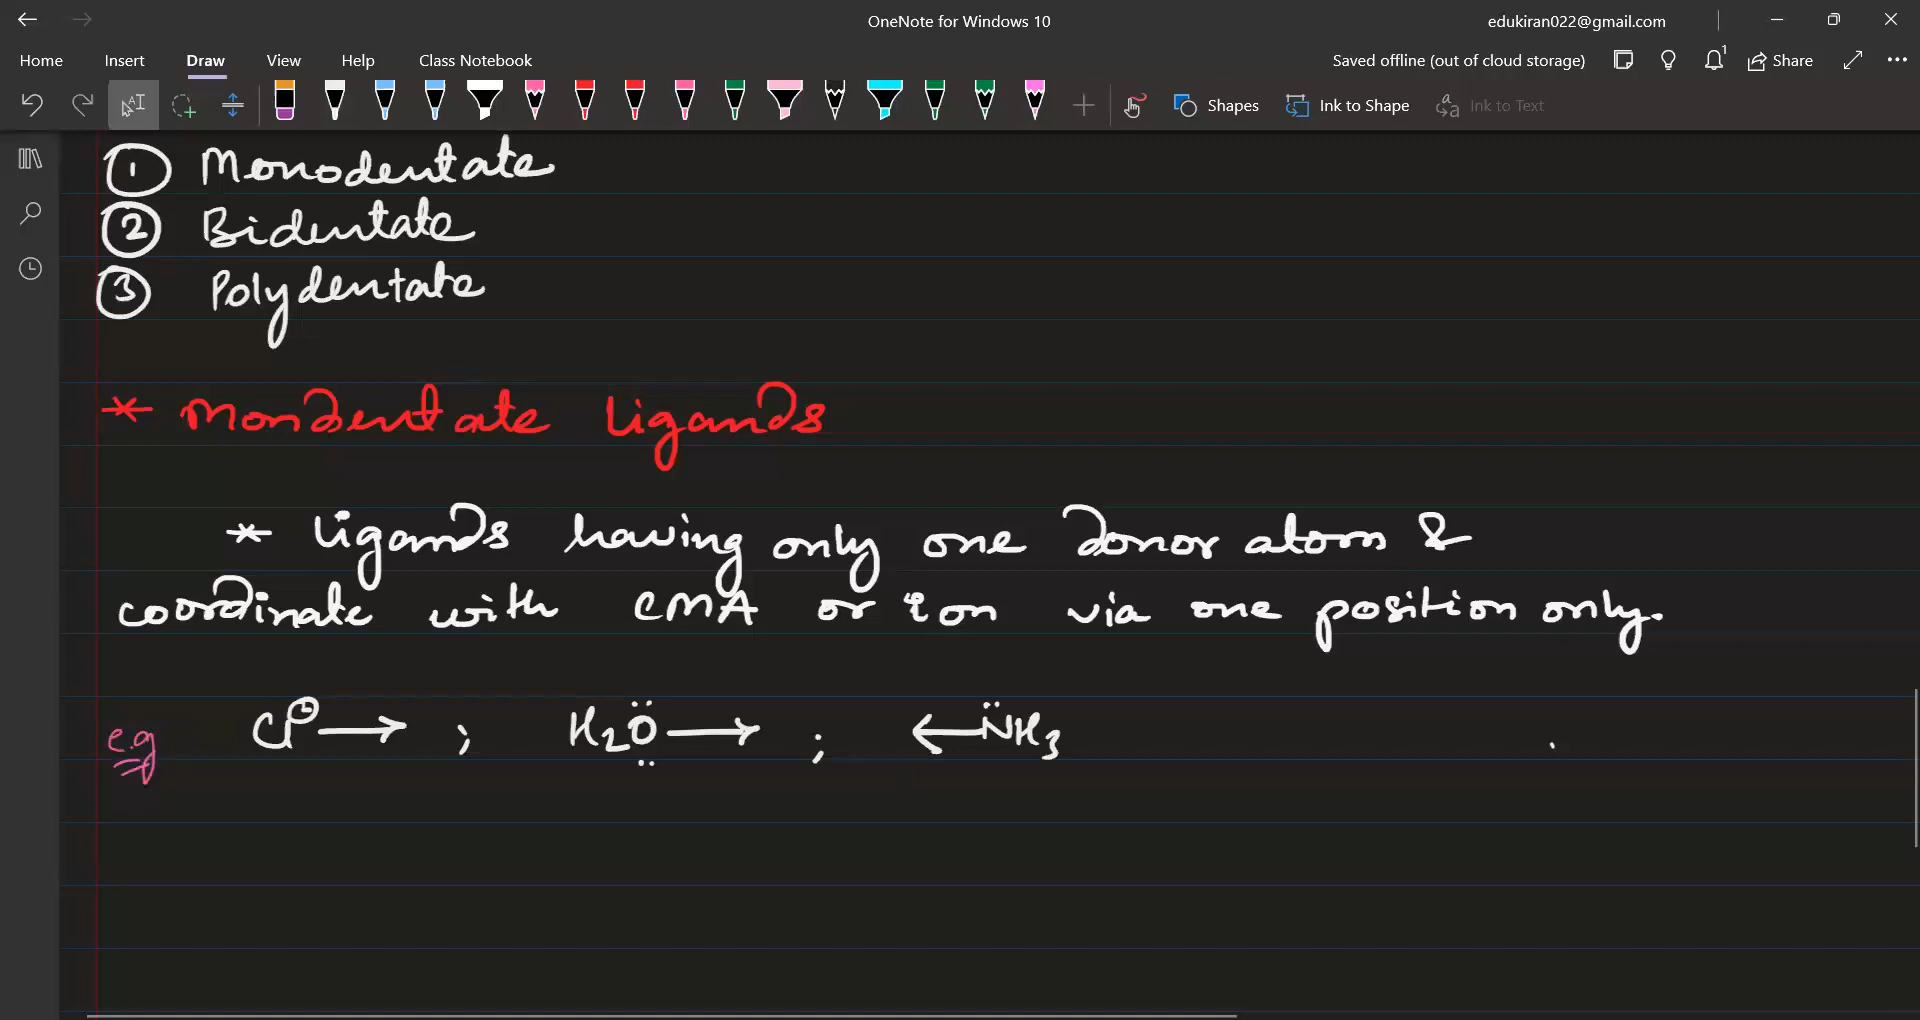 OneNote for Windows 10
edukiran022@gmail.com
Home Insert Draw View Help Class Notebook
Saved offline (out of cloud storage) 1 Share
Shapes Ink to Shape Ink to Text
① Monodentate
② Bidentate
③ Polydentate
* Monodentate Ligands
* Ligands having only one donor atom &
coordinate with CMA or ion via one position only.
e.g Cl⊖→ ; H₂Ö→ ; ←N̈H₃